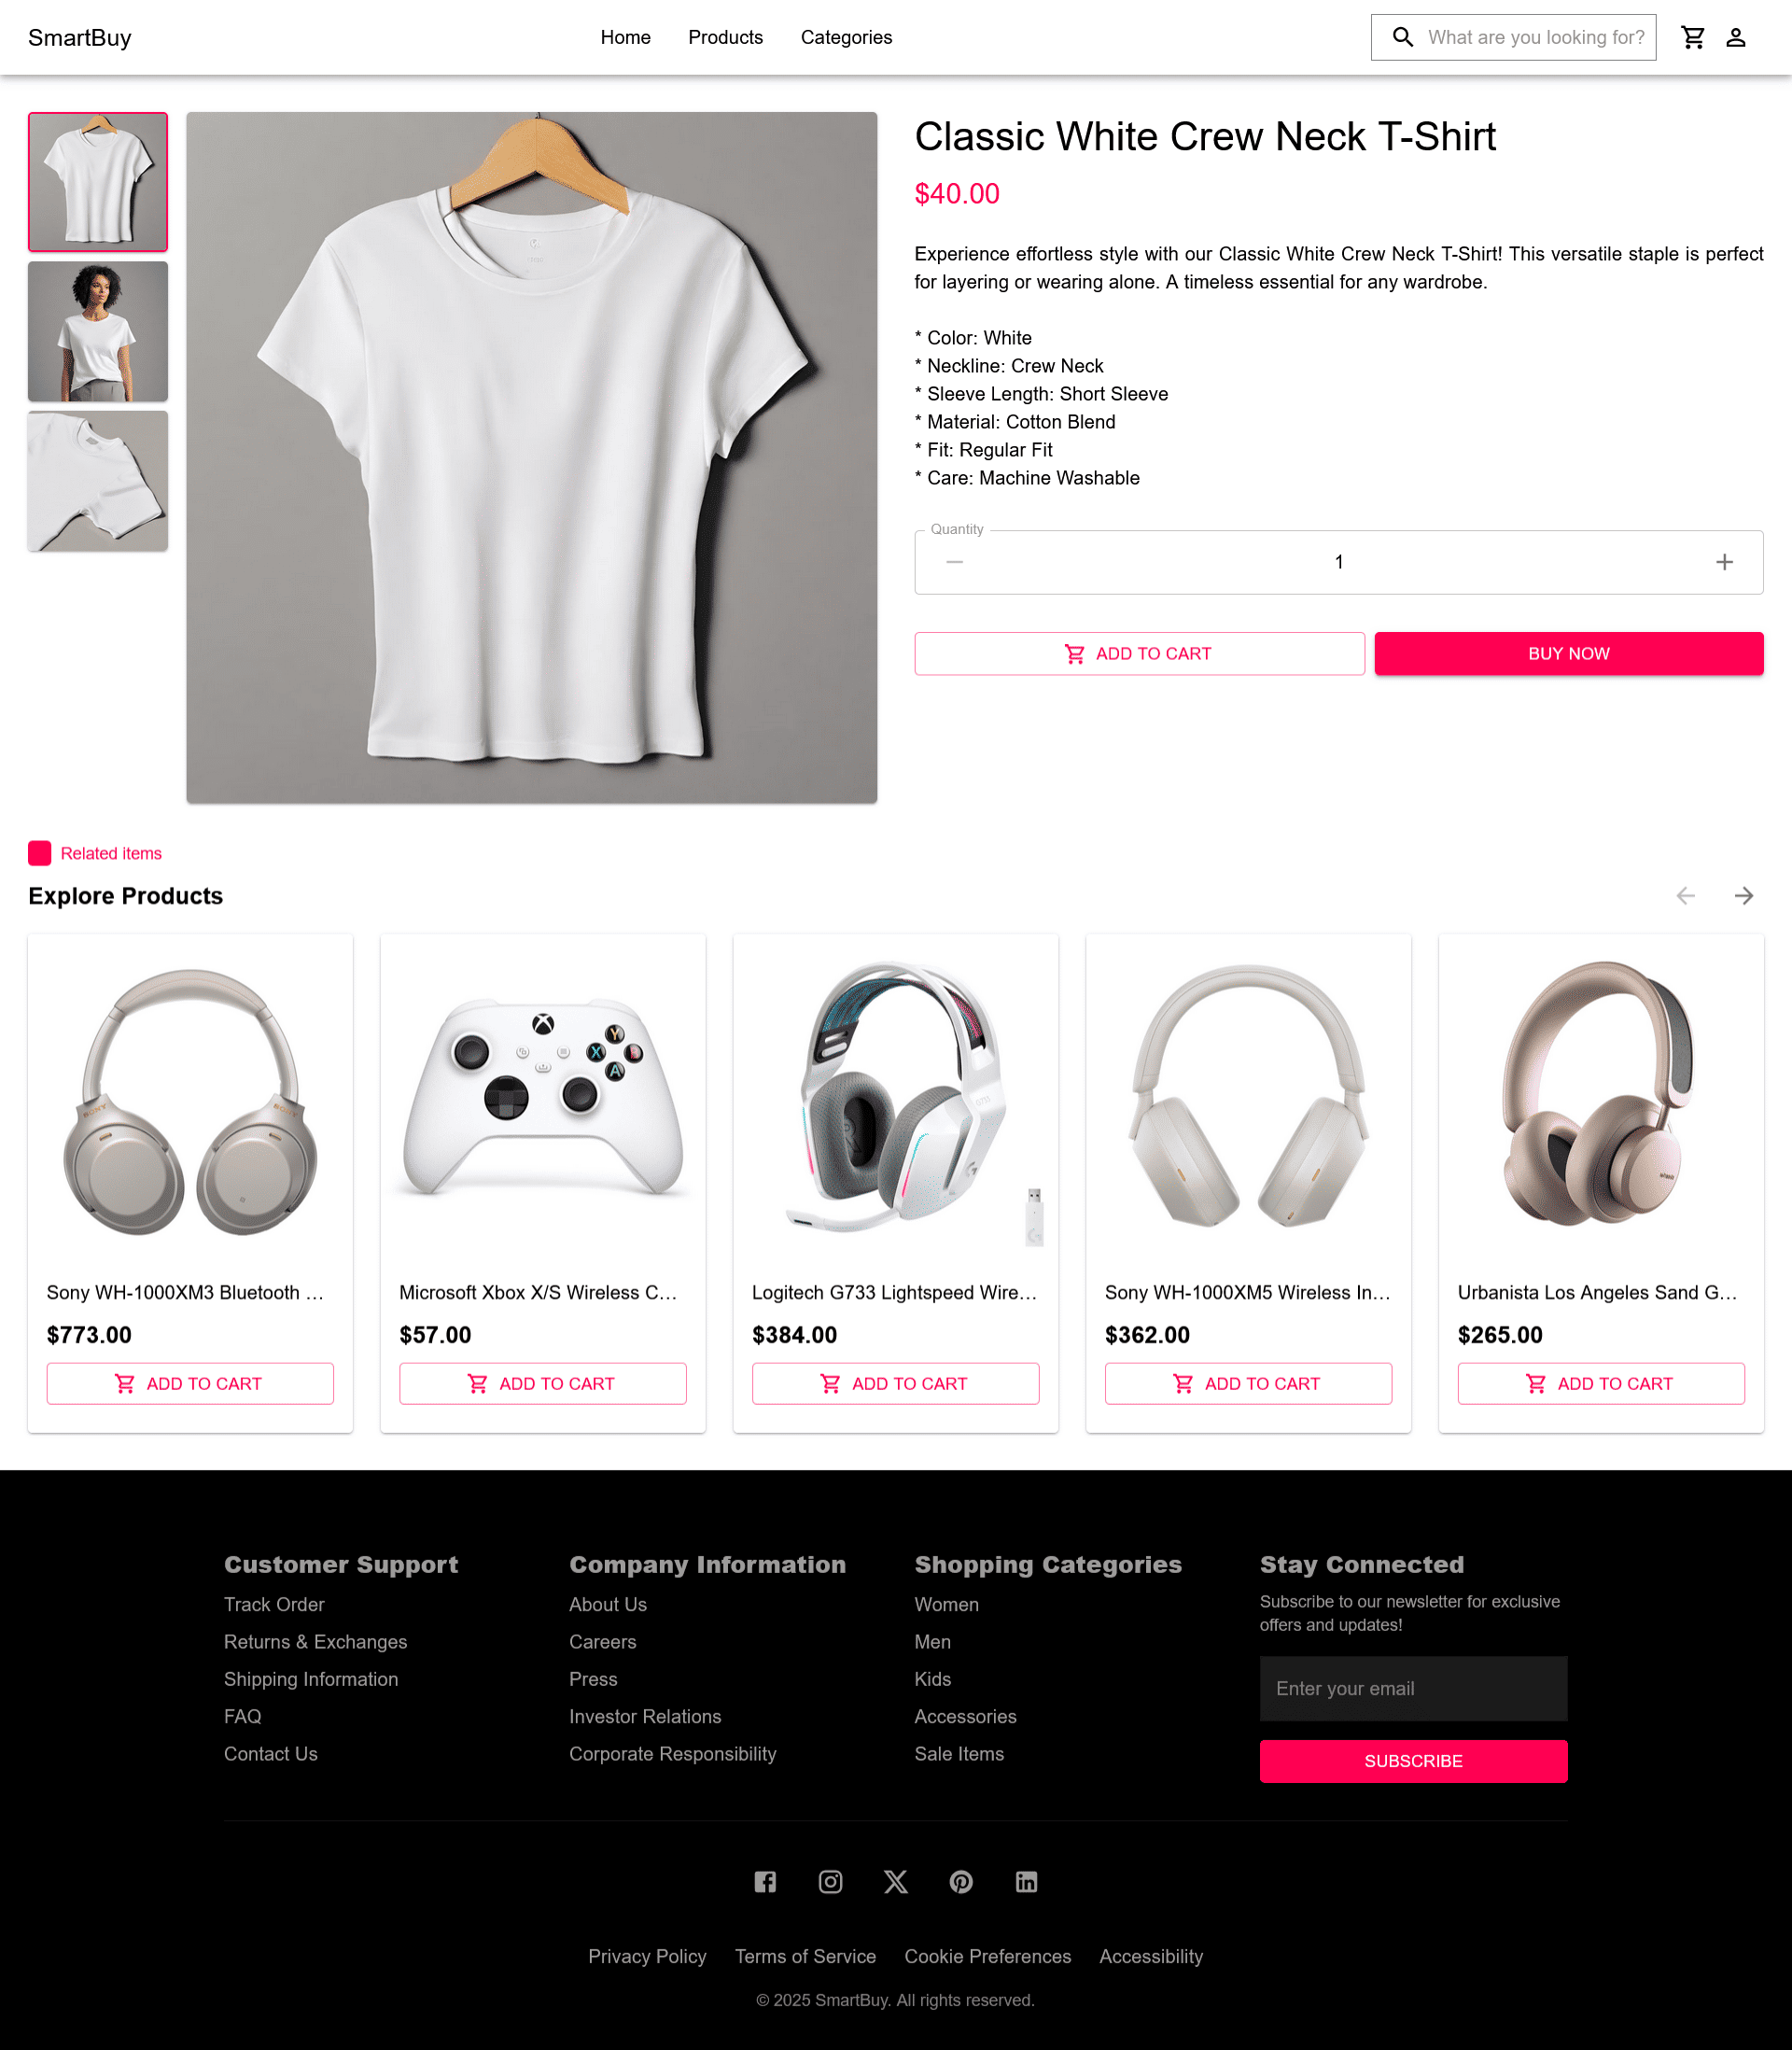 SmartBuy
Home Products Categories
What are you looking for?
Classic White Crew Neck T-Shirt
$40.00
Experience effortless style with our Classic White Crew Neck T-Shirt! This versatile staple is perfect
for layering or wearing alone. A timeless essential for any wardrobe.
* Color: White
* Neckline: Crew Neck
* Sleeve Length: Short Sleeve
* Material: Cotton Blend
* Fit: Regular Fit
* Care: Machine Washable
Quantity
1
ADD TO CART
BUY NOW
Related items
Explore Products
SONY SONY
Y
X
A
G733
Sony WH-1000XM3 Bluetooth ...
$773.00
ADD TO CART
Microsoft Xbox X/S Wireless C...
$57.00
ADD TO CART
Logitech G733 Lightspeed Wire...
$384.00
ADD TO CART
Sony WH-1000XM5 Wireless In...
$362.00
ADD TO CART
Urbanista Los Angeles Sand G...
$265.00
ADD TO CART
Customer Support
Track Order
Returns & Exchanges
Shipping Information
FAQ
Contact Us
Company Information
About Us
Careers
Press
Investor Relations
Corporate Responsibility
Shopping Categories
Women
Men
Kids
Accessories
Sale Items
Stay Connected
Subscribe to our newsletter for exclusive
offers and updates!
Enter your email
SUBSCRIBE
Privacy Policy Terms of Service Cookie Preferences Accessibility
© 2025 SmartBuy. All rights reserved.